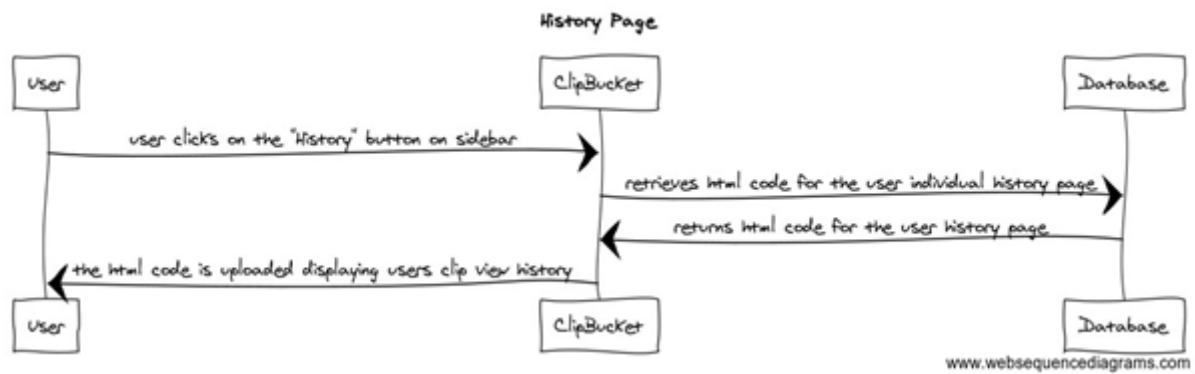 History Page
User
ClipBucket
Database
user clicks on the "History" button on sidebar
retrieves html code for the user individual history page
returns html code for the user history page
the html code is uploaded displaying users clip view history
User
ClipBucket
Database
www.websequencediagrams.com